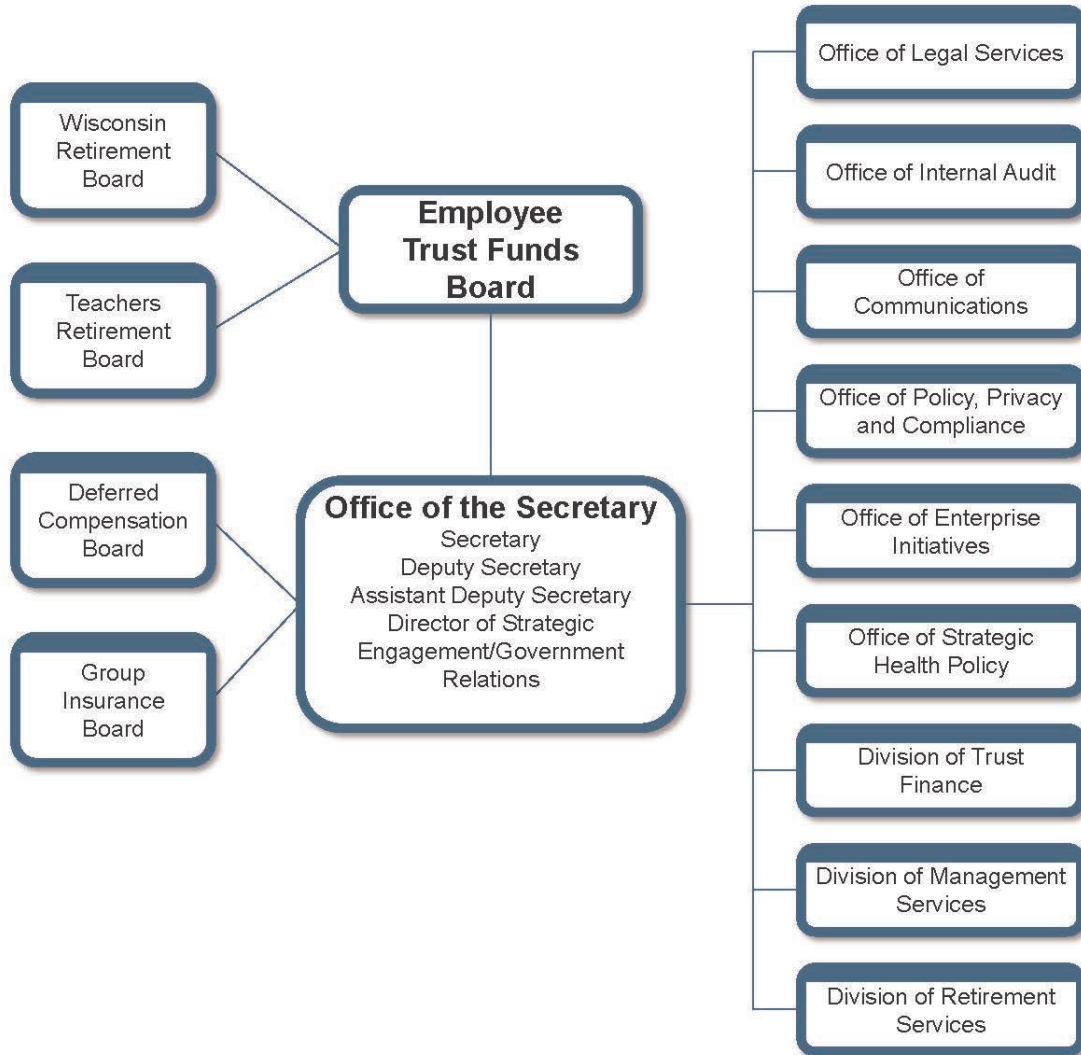 Wisconsin
Retirement
Board
Teachers
Retirement
Board
Deferred
Compensation
Board
Group
Insurance
Board
Employee
Trust Funds
Board
Office of the Secretary
Secretary
Deputy Secretary
Assistant Deputy Secretary
Director of Strategic
Engagement/Government
Relations
Office of Legal Services
Office of Internal Audit
Office of
Communications
Office of Policy, Privacy
and Compliance
Office of Enterprise
Initiatives
Office of Strategic
Health Policy
Division of Trust
Finance
Division of Management
Services
Division of Retirement
Services